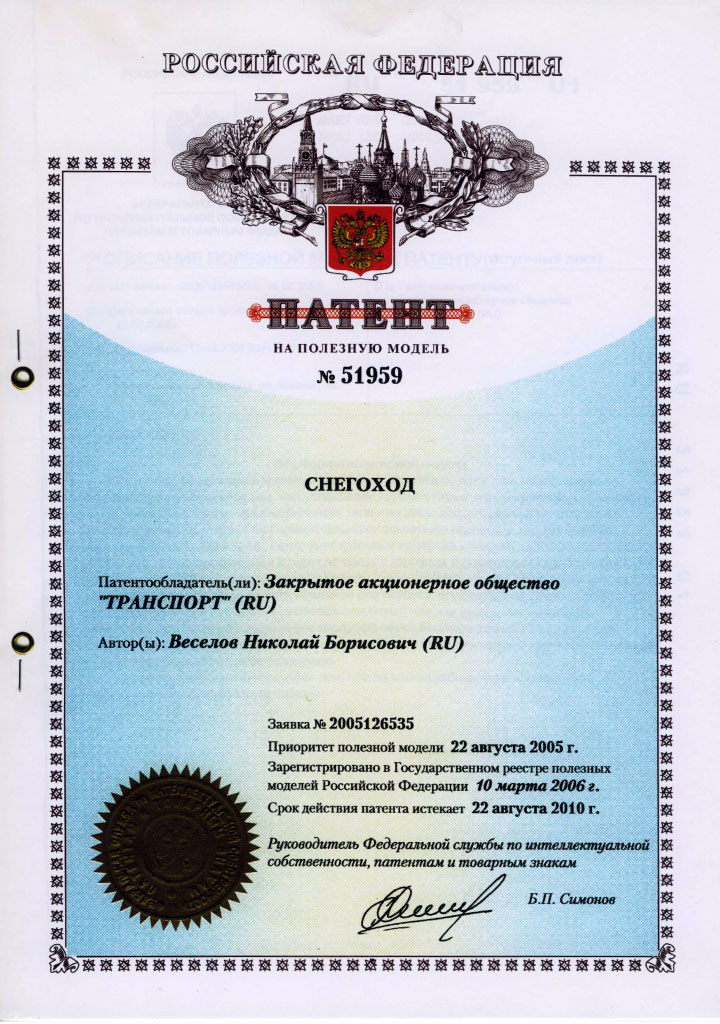 РОССИЙСКАЯ ФЕДЕРАЦИЯ
ПАТЕНТ
НА ПОЛЕЗНУЮ МОДЕЛЬ
№ 51959
СНЕГОХОД
Патентообладатель(ли): Закрытое акционерное общество
"ТРАНСПОРТ" (RU)
Автор(ы): Веселов Николай Борисович (RU)
Заявка № 2005126535
Приоритет полезной модели 22 августа 2005 г.
Зарегистрировано в Государственном реестре полезных
моделей Российской Федерации 10 марта 2006 г.
Срок действия патента истекает 22 августа 2010 г.
Руководитель Федеральной службы по интеллектуальной
собственности, патентам и товарным знакам
Б.П. Симонов